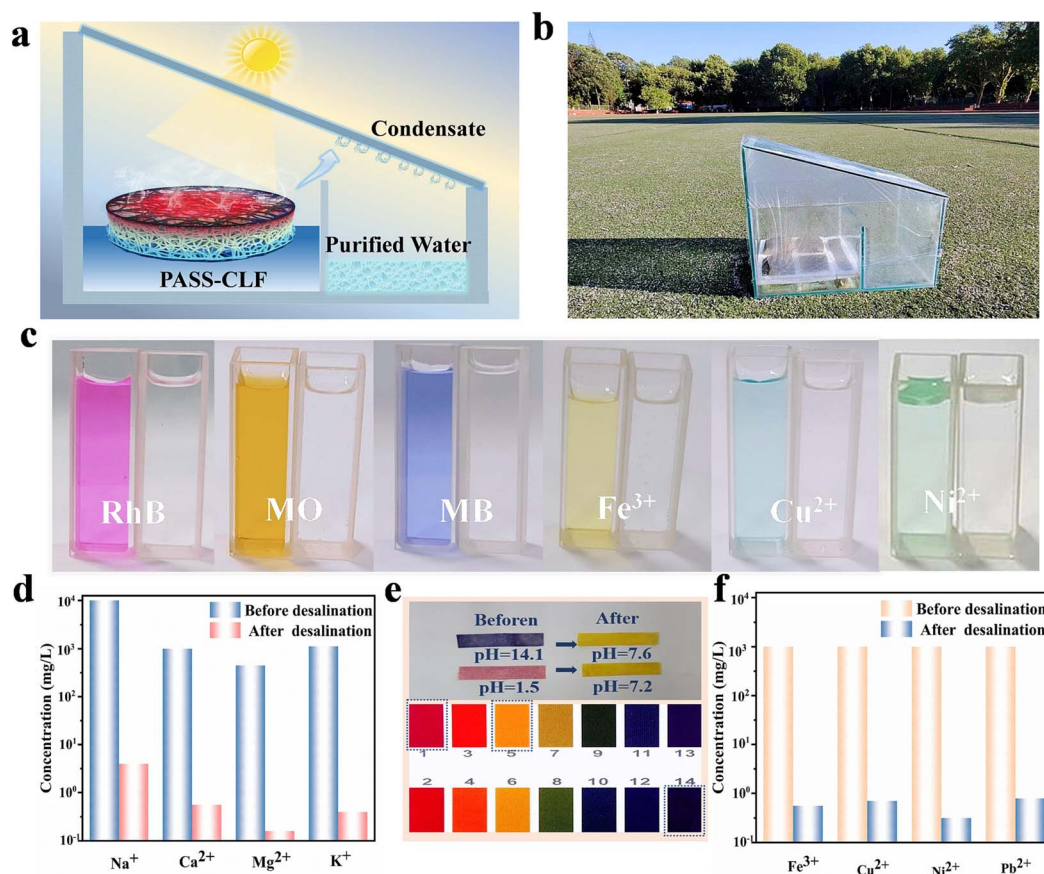 a
Condensate
Purified Water
PASS-CLF
b
c
RhB
MO
MB
Fe³⁺
Cu²⁺
Ni²⁺
d
Concentration (mg/L)
10⁴
10³
10²
10¹
10⁰
10⁻¹
Before desalination
After desalination
Na⁺
Ca²⁺
Mg²⁺
K⁺
e
Beforen
After
pH=14.1
pH=7.6
pH=1.5
pH=7.2
1 3 5 7 9 11 13
2 4 6 8 10 12 14
f
Concentration (mg/L)
10⁴
10³
10²
10¹
10⁰
10⁻¹
Before desalination
After desalination
Fe³⁺
Cu²⁺
Ni²⁺
Pb²⁺